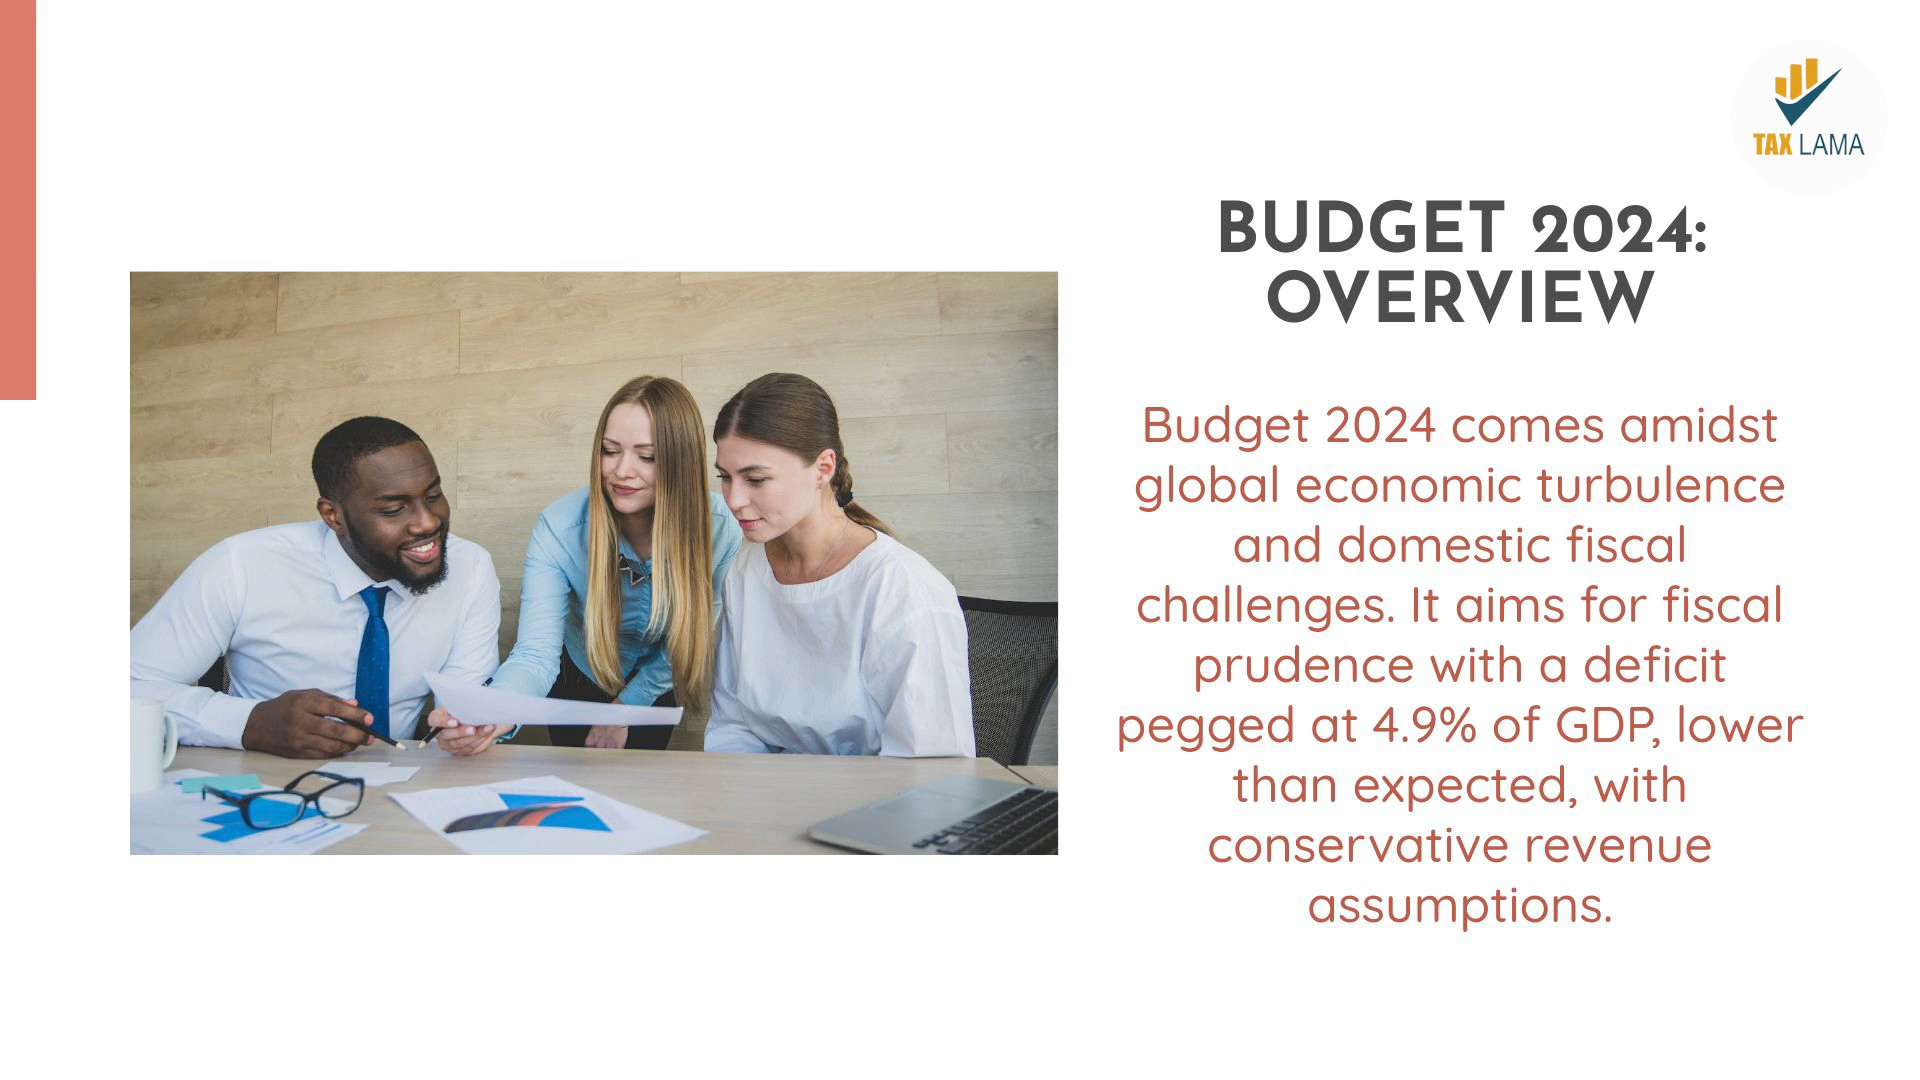 TAX LAMA
BUDGET 2024:
OVERVIEW
Budget 2024 comes amidst
global economic turbulence
and domestic fiscal
challenges. It aims for fiscal
prudence with a deficit
pegged at 4.9% of GDP, lower
than expected, with
conservative revenue
assumptions.